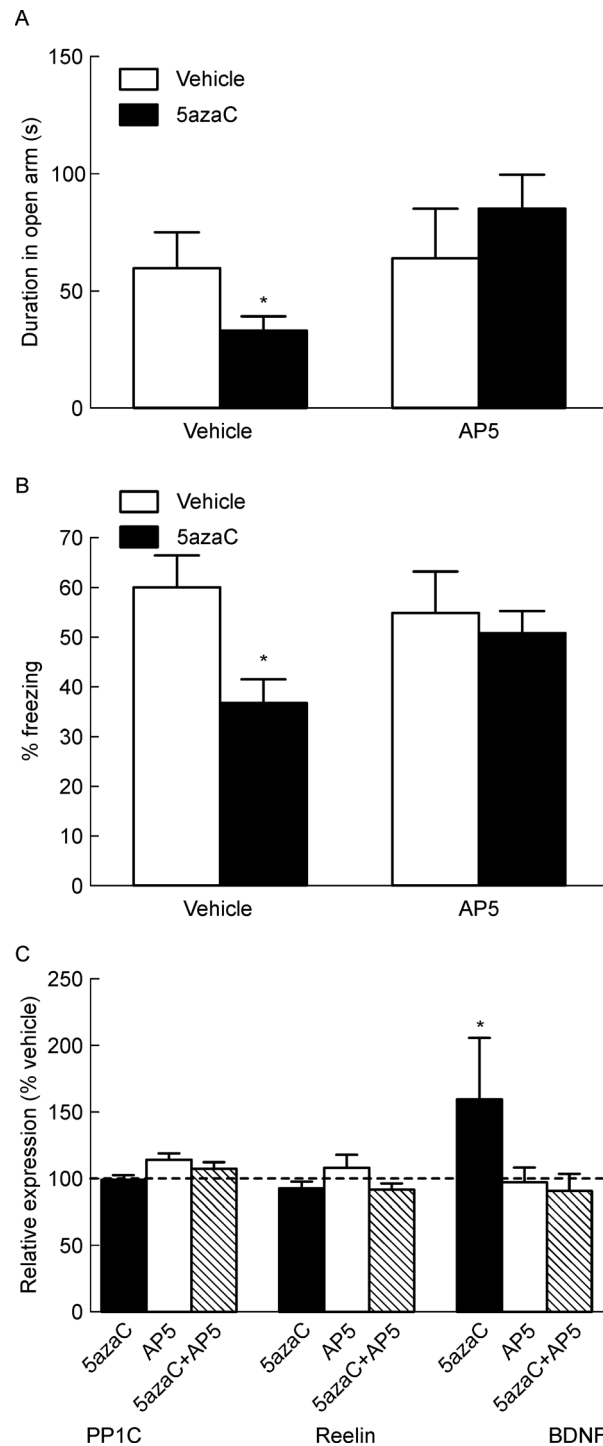 A
150
Vehicle
5azaC
100
Duration in open arm (s)
50
*
0
Vehicle AP5
B
Vehicle
5azaC
70
60
50
*
40
% freezing
30
20
10
0
Vehicle AP5
C
250
*
200
Relative expression (% vehicle)
150
100
50
0
5azaC AP5 5azaC+AP5 5azaC AP5 5azaC+AP5 5azaC AP5 5azaC+AP5
PP1C Reelin BDNF